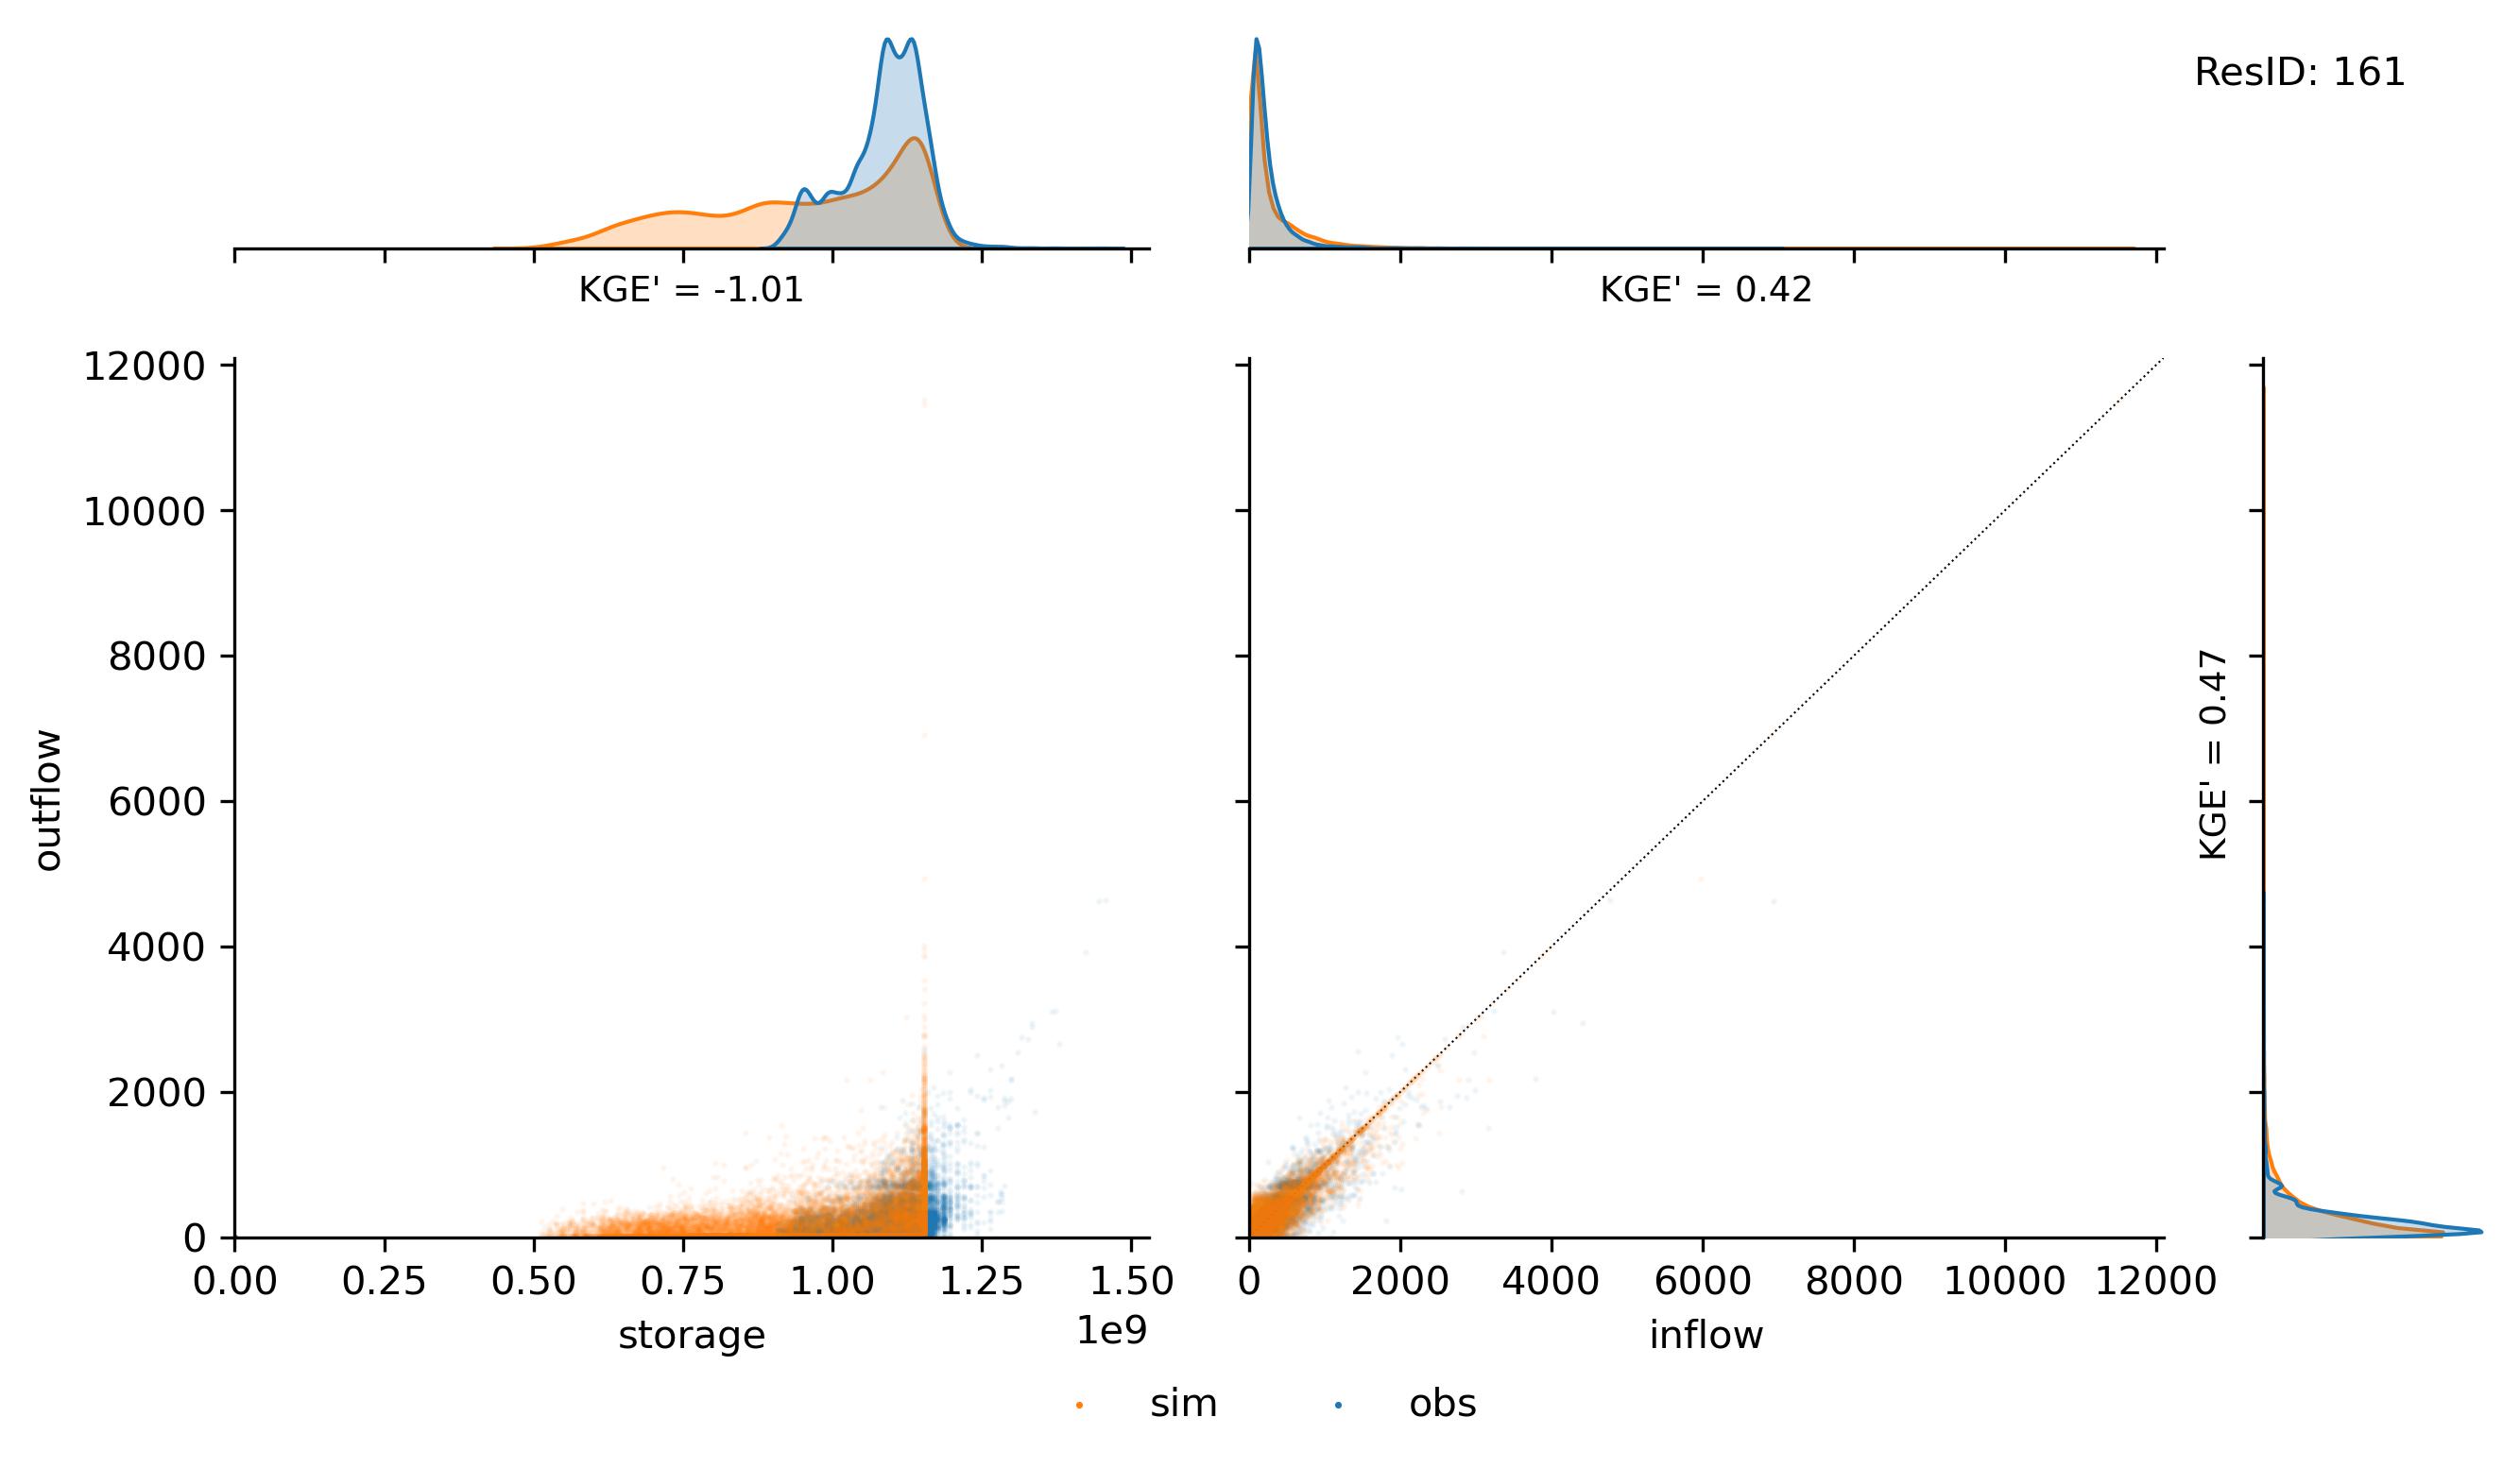 ResID: 161
KGE' = -1.01
KGE' = 0.42
12000
10000
8000
6000
4000
2000
0
outflow
KGE' = 0.47
0.00 0.25 0.50 0.75 1.00 1.25 1.50
1e9
storage
0 2000 4000 6000 8000 10000 12000
inflow
sim obs